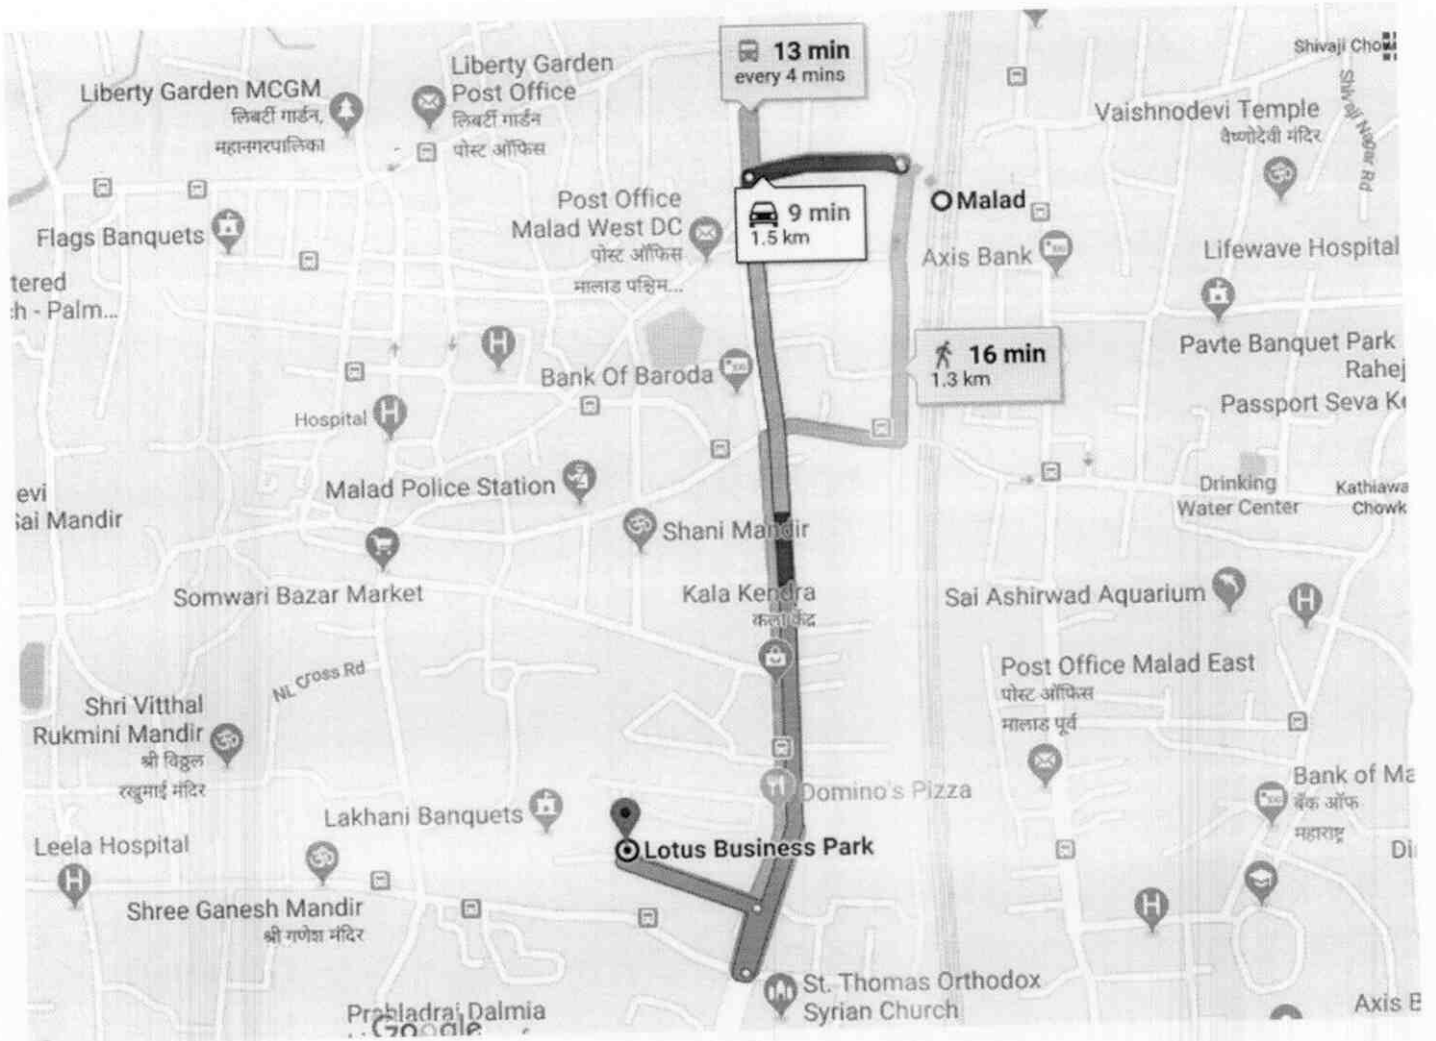 13 min
every 4 mins
Shivaji Chow
Liberty Garden
Post Office
लिबर्टी गार्डन
पोस्ट ऑफिस
Liberty Garden MCGM
लिबर्टी गार्डन,
महानगरपालिका
Vaishnodevi Temple
वैष्णोदेवी मंदिर
Shivaji Nagar Rd
Post Office
Malad West DC
पोस्ट ऑफिस
मालाड पश्चिम...
9 min
1.5 km
Malad
Flags Banquets
Axis Bank
Lifewave Hospital
tered
ch - Palm...
16 min
1.3 km
Pavte Banquet Park
Rahej
Bank Of Baroda
Passport Seva Ke
Hospital
Malad Police Station
Drinking
Water Center
Kathiawa
Chowk
evi
Sai Mandir
Shani Mandir
Somwari Bazar Market
Kala Kendra
कला केंद्र
Sai Ashirwad Aquarium
NL Cross Rd
Post Office Malad East
पोस्ट ऑफिस
मालाड पूर्व
Shri Vitthal
Rukmini Mandir
श्री विठ्ठल
रखुमाई मंदिर
Domino's Pizza
Bank of Ma
बँक ऑफ
महाराष्ट्र
Lakhani Banquets
Lotus Business Park
Leela Hospital
Shree Ganesh Mandir
श्री गणेश मंदिर
St. Thomas Orthodox
Syrian Church
Prabladraj Dalmia
Google
Axis B